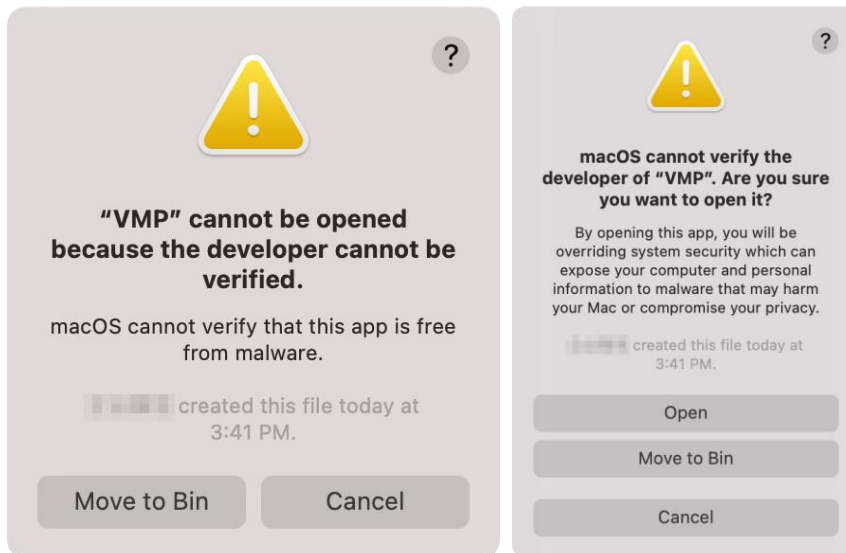 ?
“VMP” cannot be opened
because the developer cannot be
verified.
macOS cannot verify that this app is free
from malware.
created this file today at
3:41 PM.
Move to Bin
Cancel
?
macOS cannot verify the
developer of “VMP”. Are you sure
you want to open it?
By opening this app, you will be
overriding system security which can
expose your computer and personal
information to malware that may harm
your Mac or compromise your privacy.
created this file today at
3:41 PM.
Open
Move to Bin
Cancel